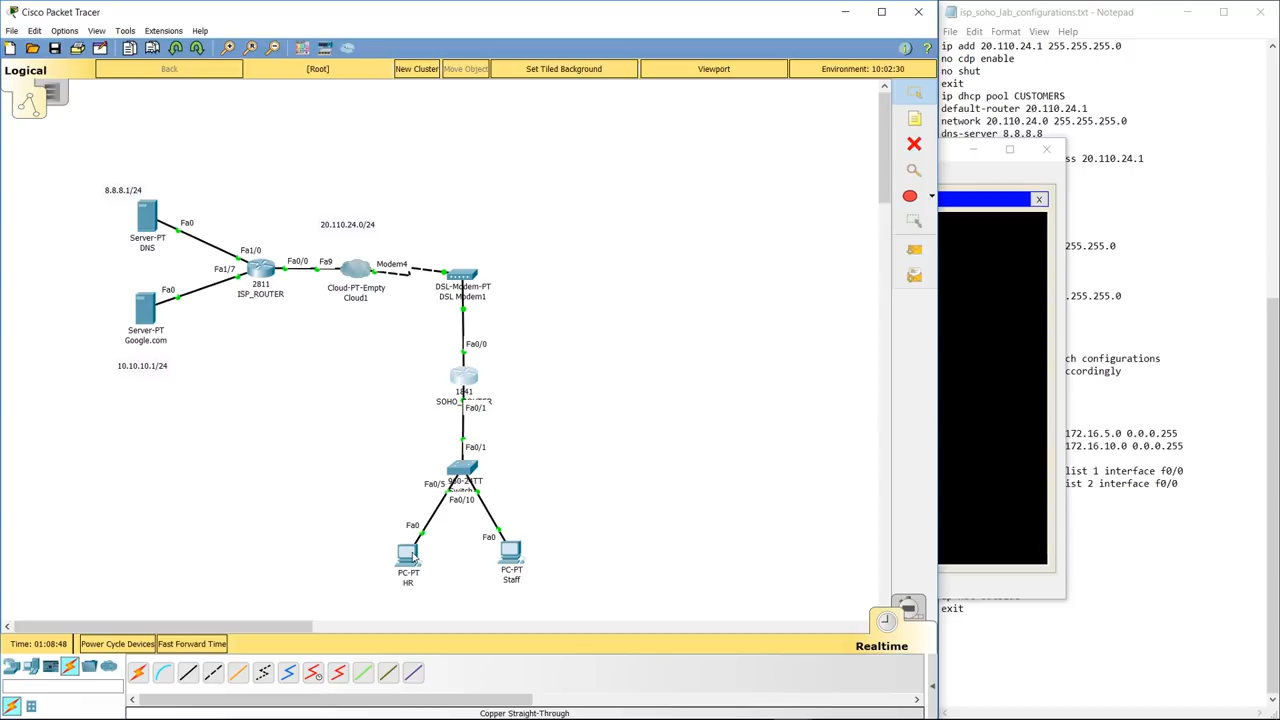 Cisco Packet Tracer
File Edit Options View Tools Extensions Help
Logical
Back
[Root]
New Cluster
Move Object
Set Tiled Background
Viewport
Environment: 10:02:30
8.8.8.1/24
Fa0
Server-PT
DNS
Fa1/0
20.110.24.0/24
Fa1/7
Fa0/0
Fa9
Modem4
2811
ISP_ROUTER
Cloud-PT-Empty
Cloud1
DSL-Modem-PT
DSL Modem1
Fa0
Server-PT
Google.com
10.10.10.1/24
Fa0/0
1841
SOHO_ROUTER
Fa0/1
Fa0/1
Fa0/5
Fa0/10
Fa0
Fa0
PC-PT
HR
PC-PT
Staff
Time: 01:08:48
Power Cycle Devices
Fast Forward Time
Realtime
Copper Straight-Through
isp_soho_lab_configurations.txt - Notepad
File Edit Format View Help
ip add 20.110.24.1 255.255.255.0
no cdp enable
no shut
exit
ip dhcp pool CUSTOMERS
default-router 20.110.24.1
network 20.110.24.0 255.255.255.0
dns-server 8.8.8.8
ss 20.110.24.1
X
255.255.0
255.255.0
ch configurations
accordingly
172.16.5.0 0.0.0.255
172.16.10.0 0.0.0.255
list 1 interface f0/0
list 2 interface f0/0
exit